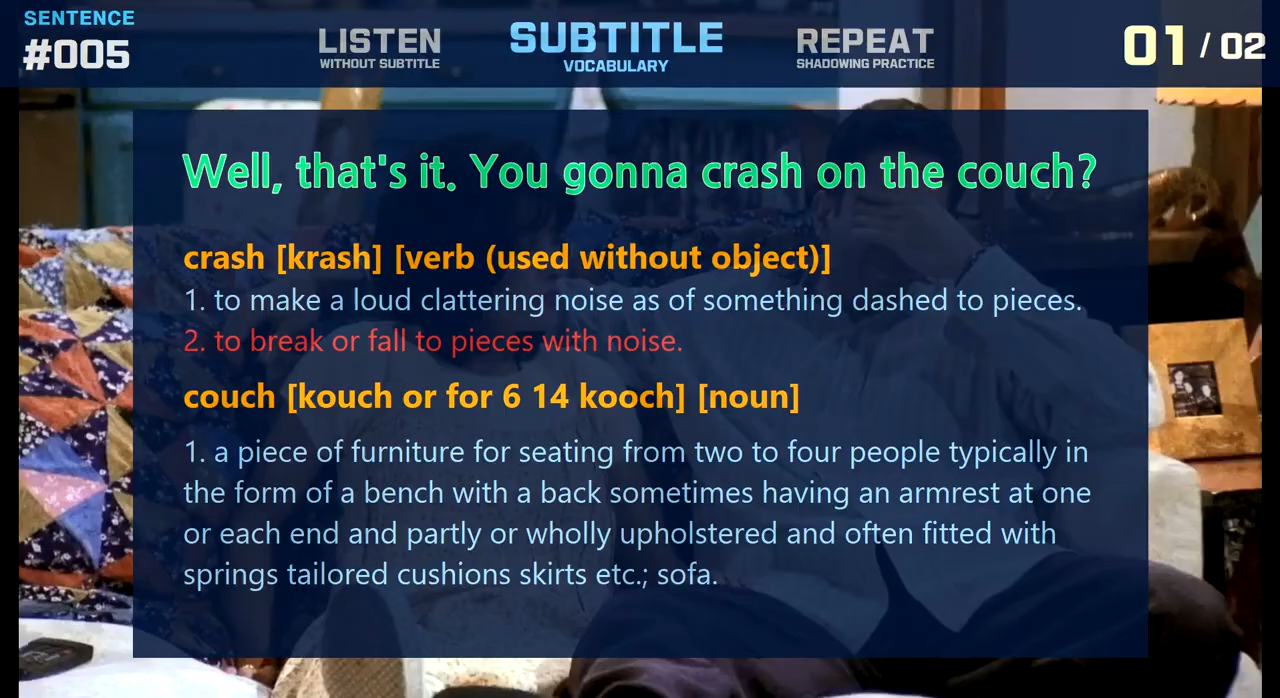 SENTENCE
#005
LISTEN
WITHOUT SUBTITLE
SUBTITLE
VOCABULARY
REPEAT
SHADOWING PRACTICE
01 / 02
Well, that's it. You gonna crash on the couch?
crash [krash] [verb (used without object)]
1. to make a loud clattering noise as of something dashed to pieces.
2. to break or fall to pieces with noise.
couch [kouch or for 6 14 kooch] [noun]
1. a piece of furniture for seating from two to four people typically in
the form of a bench with a back sometimes having an armrest at one
or each end and partly or wholly upholstered and often fitted with
springs tailored cushions skirts etc.; sofa.